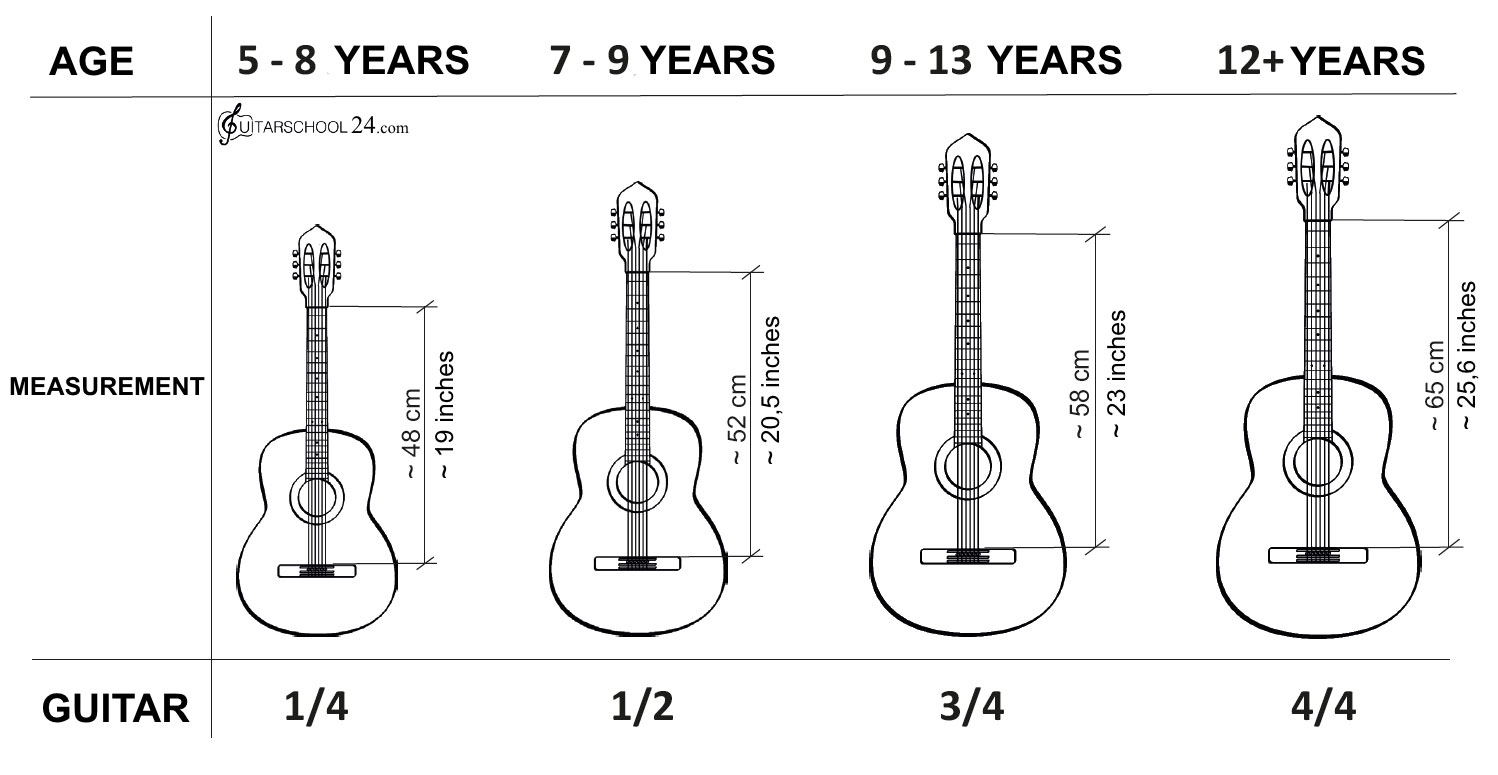 AGE 5 - 8 YEARS 7 - 9 YEARS 9 - 13 YEARS 12+ YEARS
GUITARSCHOOL 24.com
MEASUREMENT
~ 48 cm
~ 19 inches
~ 52 cm
~ 20,5 inches
~ 58 cm
~ 23 inches
~ 65 cm
~ 25,6 inches
GUITAR 1/4 1/2 3/4 4/4